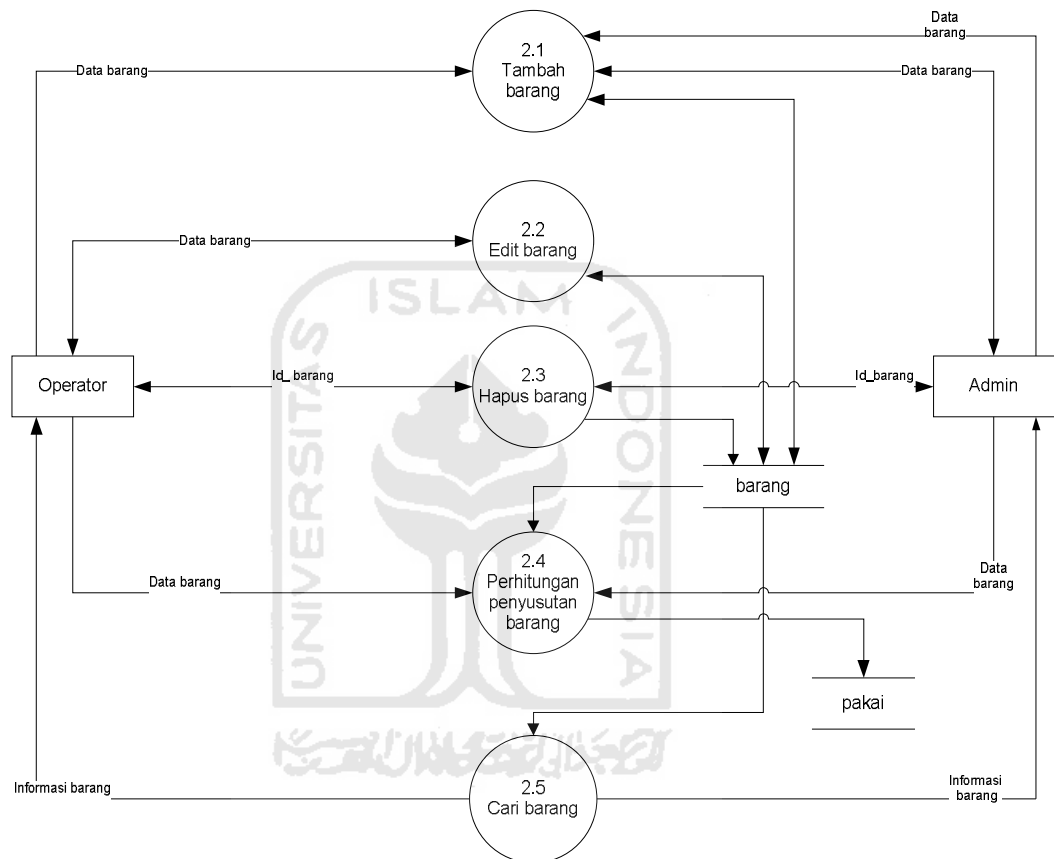 Data
barang
2.1
Tambah
barang
Data barang
Data barang
2.2
Edit barang
Data barang
ISLAM
UNIVERSITAS
INDONESIA
Operator
Id_ barang
2.3
Hapus barang
Id_barang
Admin
barang
2.4
Perhitungan
penyusutan
barang
Data barang
Data
barang
pakai
2.5
Cari barang
Informasi barang
Informasi
barang